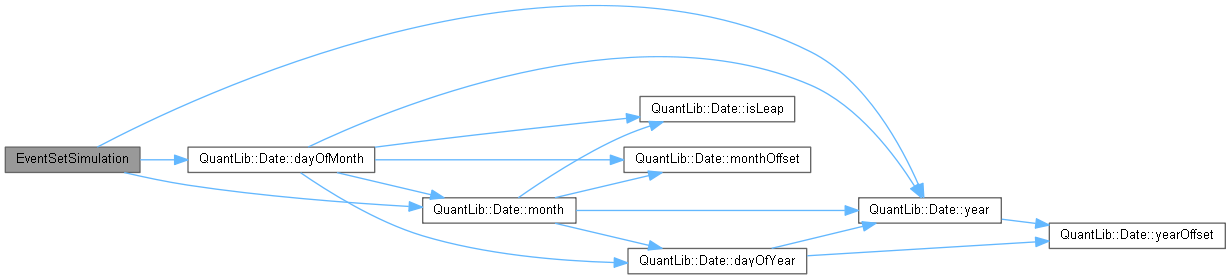 EventSetSimulation
QuantLib::Date::dayOfMonth
QuantLib::Date::isLeap
QuantLib::Date::monthOffset
QuantLib::Date::month
QuantLib::Date::year
QuantLib::Date::yearOffset
QuantLib::Date::dayOfYear